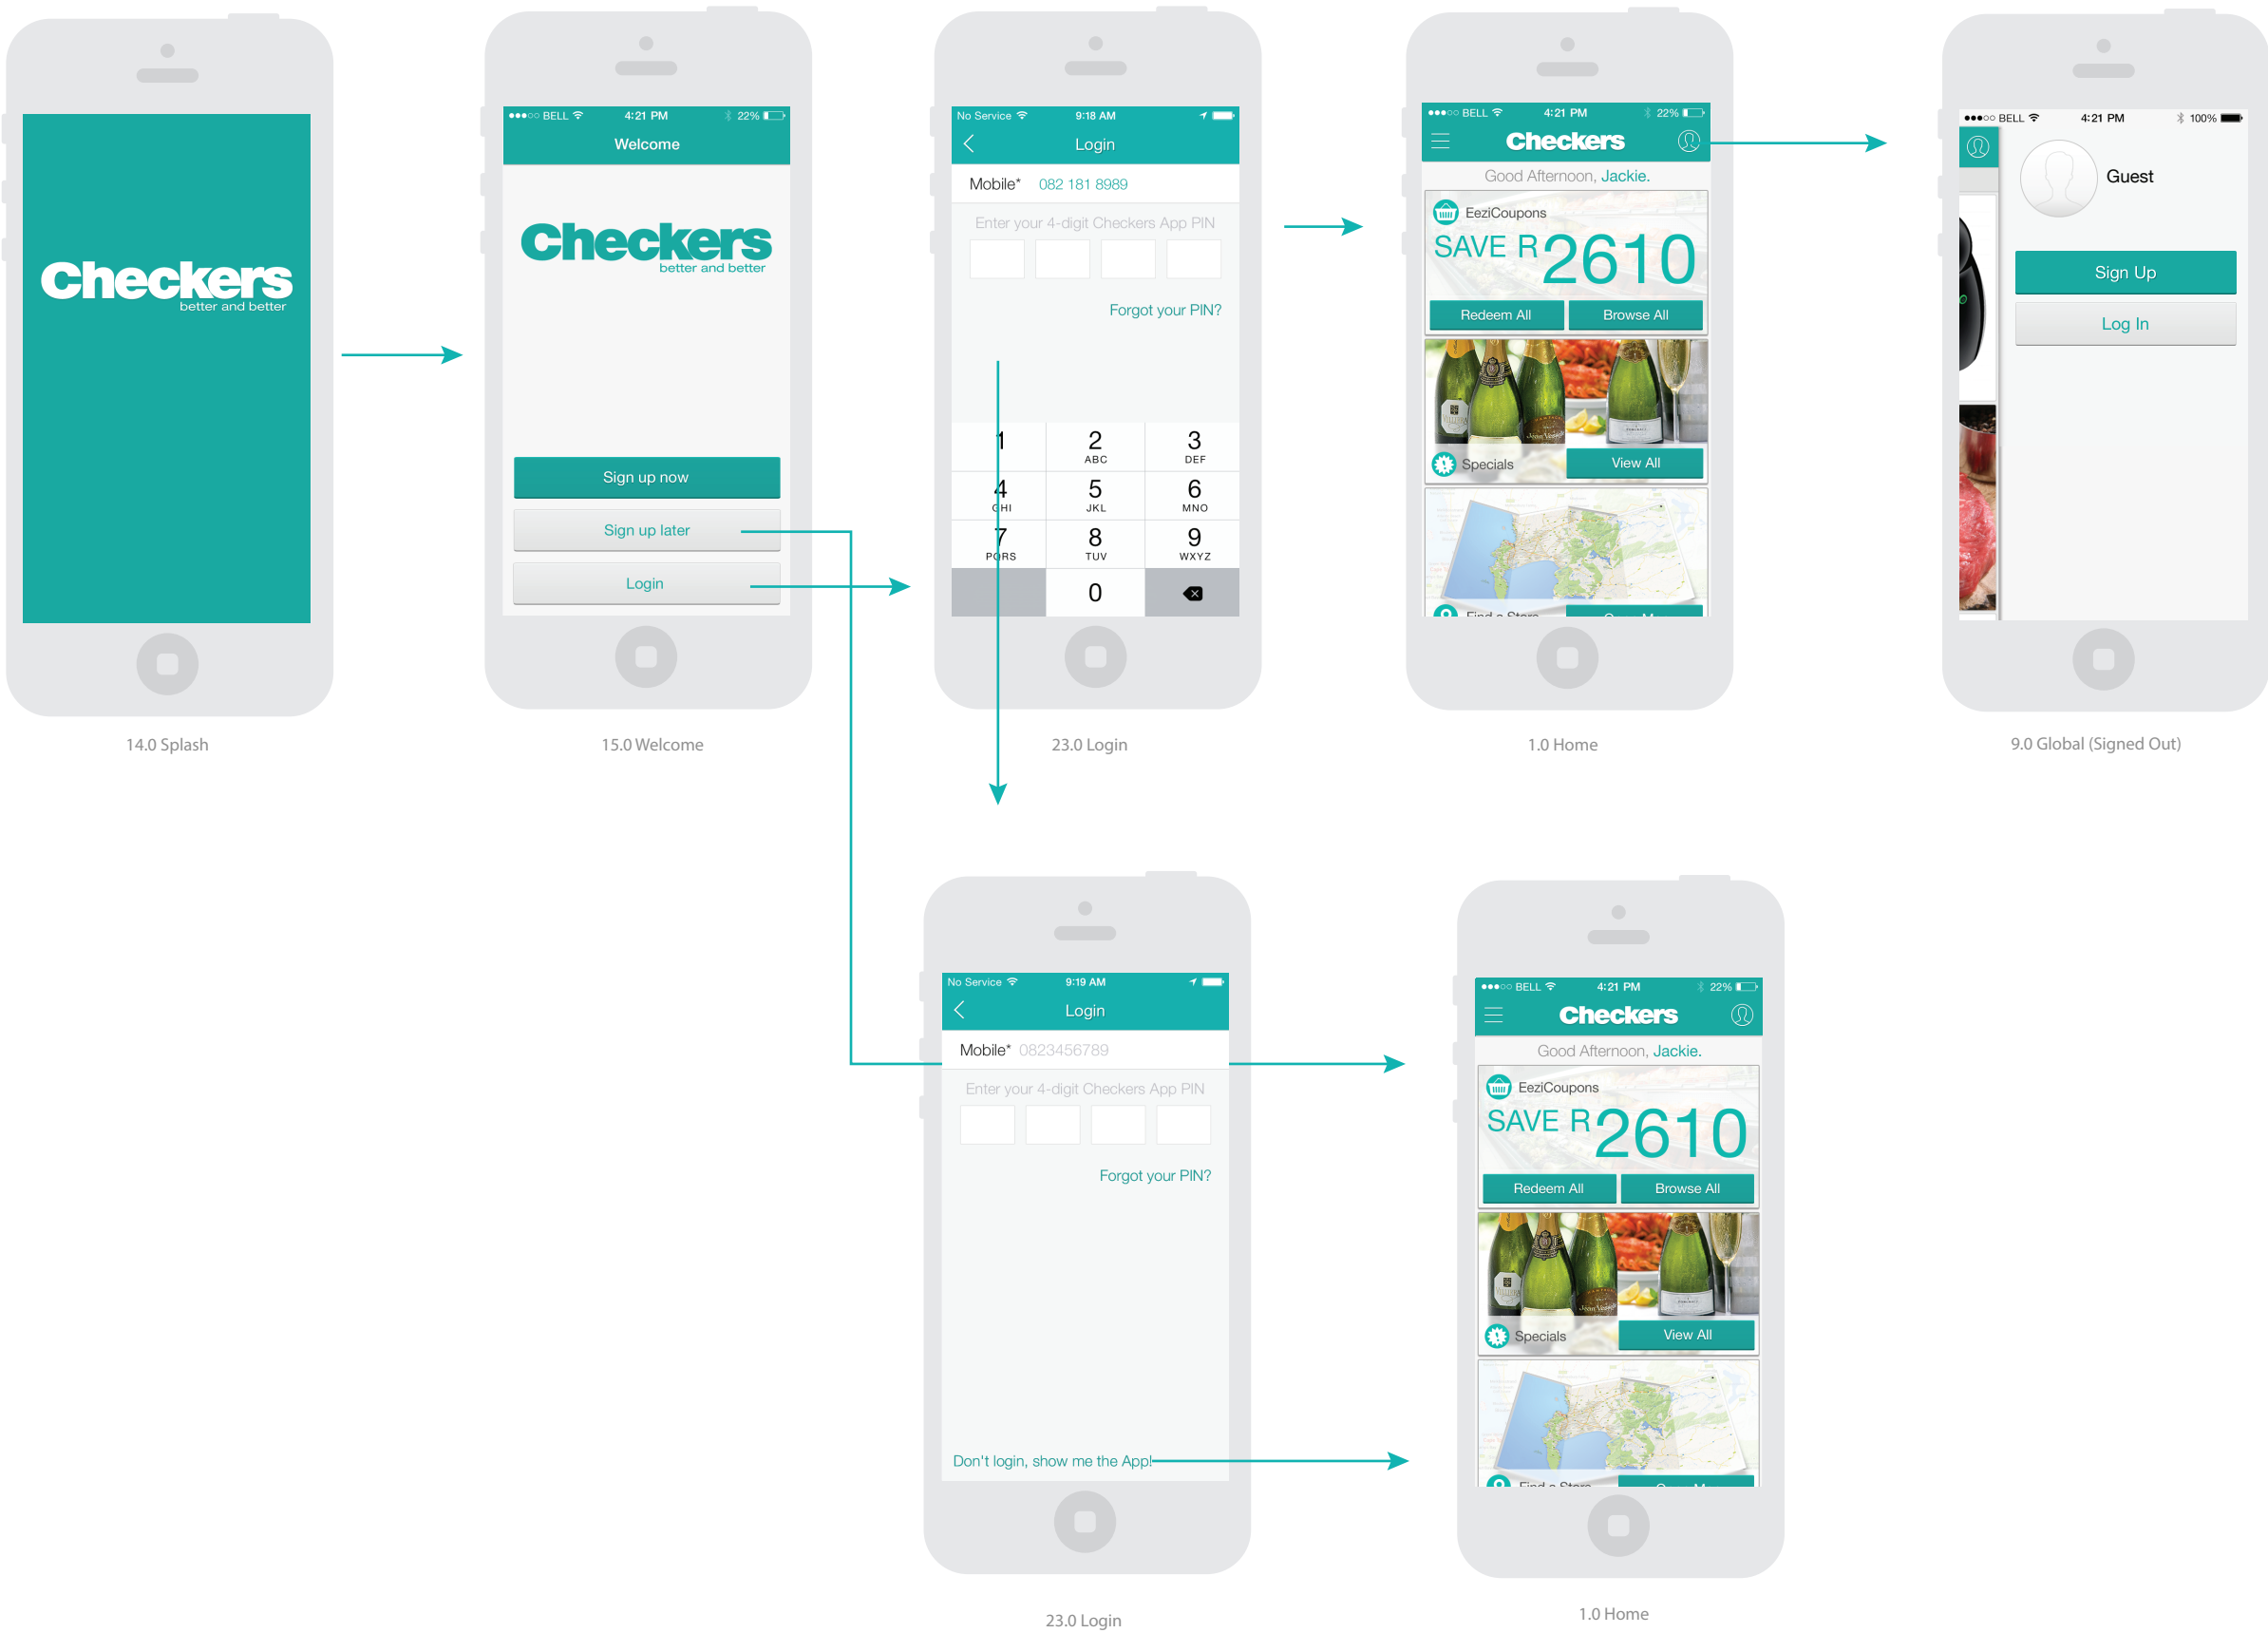 Checkers
better and better
14.0 Splash
BELL 4:21 PM 22%
Welcome
Checkers
better and better
Sign up now
Sign up later
Login
15.0 Welcome
No Service 9:18 AM
Login
Mobile* 082 181 8989
Enter your 4-digit Checkers App PIN
Forgot your PIN?
1 2 3
ABC DEF
4 5 6
GHI JKL MNO
7 8 9
PQRS TUV WXYZ
0
23.0 Login
BELL 4:21 PM 22%
Checkers
Good Afternoon, Jackie.
EeziCoupons
SAVE R2610
Redeem All Browse All
Specials View All
Find a Store
1.0 Home
BELL 4:21 PM 100%
Guest
Sign Up
Log In
9.0 Global (Signed Out)
No Service 9:19 AM
Login
Mobile* 0823456789
Enter your 4-digit Checkers App PIN
Forgot your PIN?
Don't login, show me the App!
23.0 Login
BELL 4:21 PM 22%
Checkers
Good Afternoon, Jackie.
EeziCoupons
SAVE R2610
Redeem All Browse All
Specials View All
Find a Store
1.0 Home